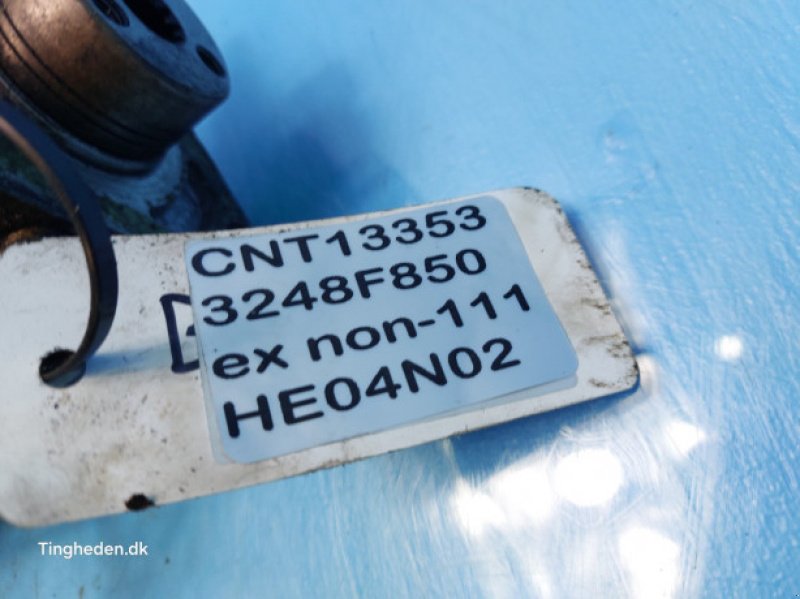 CNT13353
3248F850
ex non-111
HE04N02
Tingheden.dk